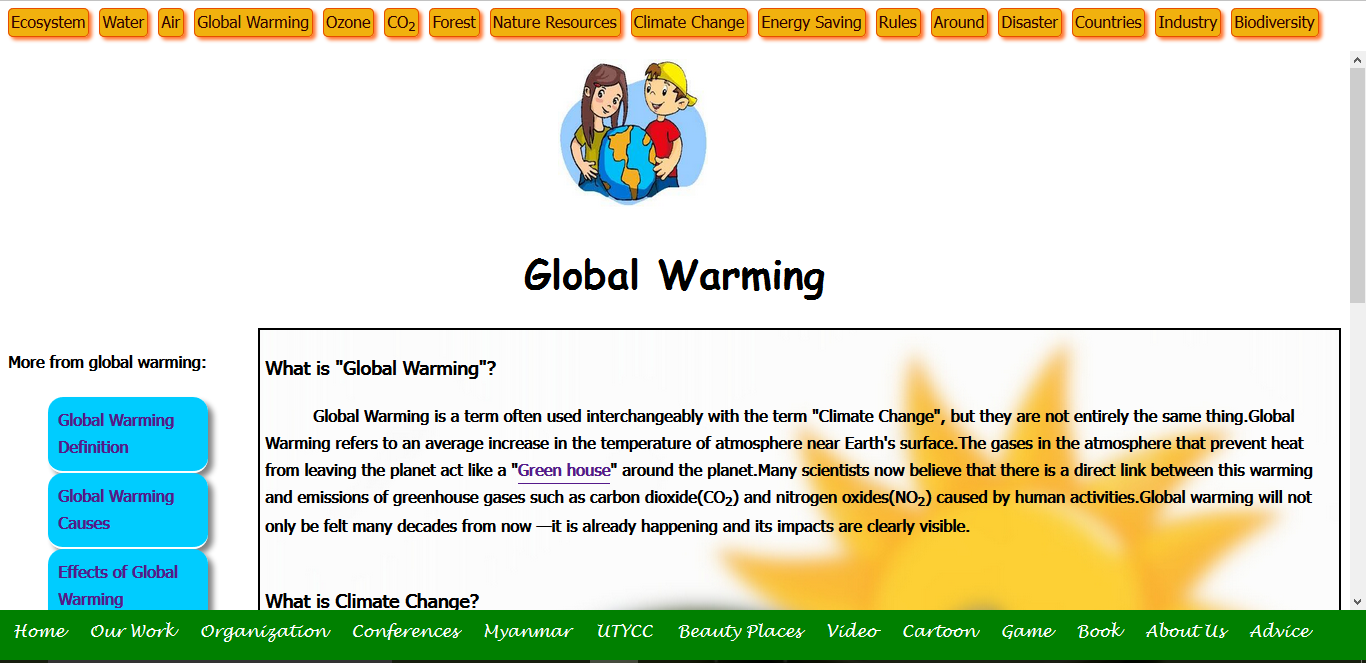 Ecosystem Water Air Global Warming Ozone CO₂ Forest Nature Resources Climate Change Energy Saving Rules Around Disaster Countries Industry Biodiversity
Global Warming
More from global warming:
Global Warming
Definition
Global Warming
Causes
Effects of Global
Warming
What is "Global Warming"?
Global Warming is a term often used interchangeably with the term "Climate Change", but they are not entirely the same thing.Global
Warming refers to an average increase in the temperature of atmosphere near Earth's surface.The gases in the atmosphere that prevent heat
from leaving the planet act like a "Green house" around the planet.Many scientists now believe that there is a direct link between this warming
and emissions of greenhouse gases such as carbon dioxide(CO₂) and nitrogen oxides(NO₂) caused by human activities.Global warming will not
only be felt many decades from now —it is already happening and its impacts are clearly visible.
What is Climate Change?
Home Our Work Organization Conferences Myanmar UTYCC Beauty Places Video Cartoon Game Book About Us Advice